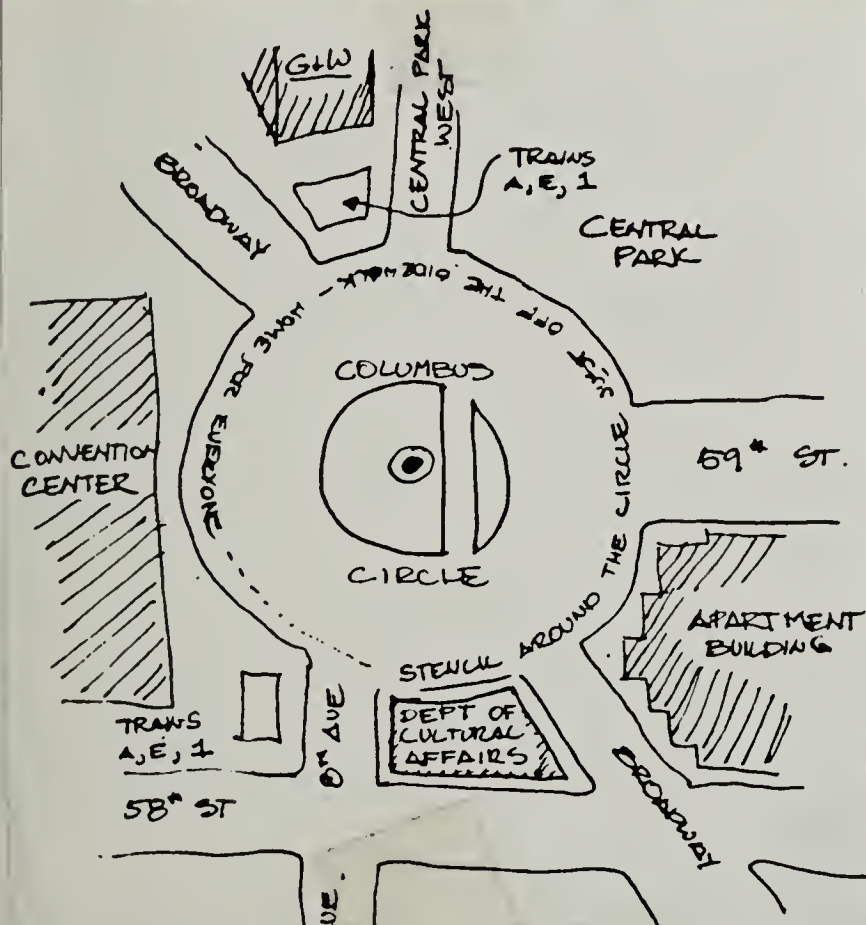 G+W
CENTRAL PARK
WEST
TRAINS
A, E, 1
BROADWAY
CENTRAL
PARK
STENCIL AROUND THE CIRCLE JUST OFF THE SIDEWALK - HOME FOR EVERYONE
COLUMBUS
CIRCLE
CONVENTION
CENTER
59th ST.
APARTMENT
BUILDING
TRAINS
A, E, 1
8th AVE
DEPT OF
CULTURAL
AFFAIRS
58th ST
BROADWAY
UE.